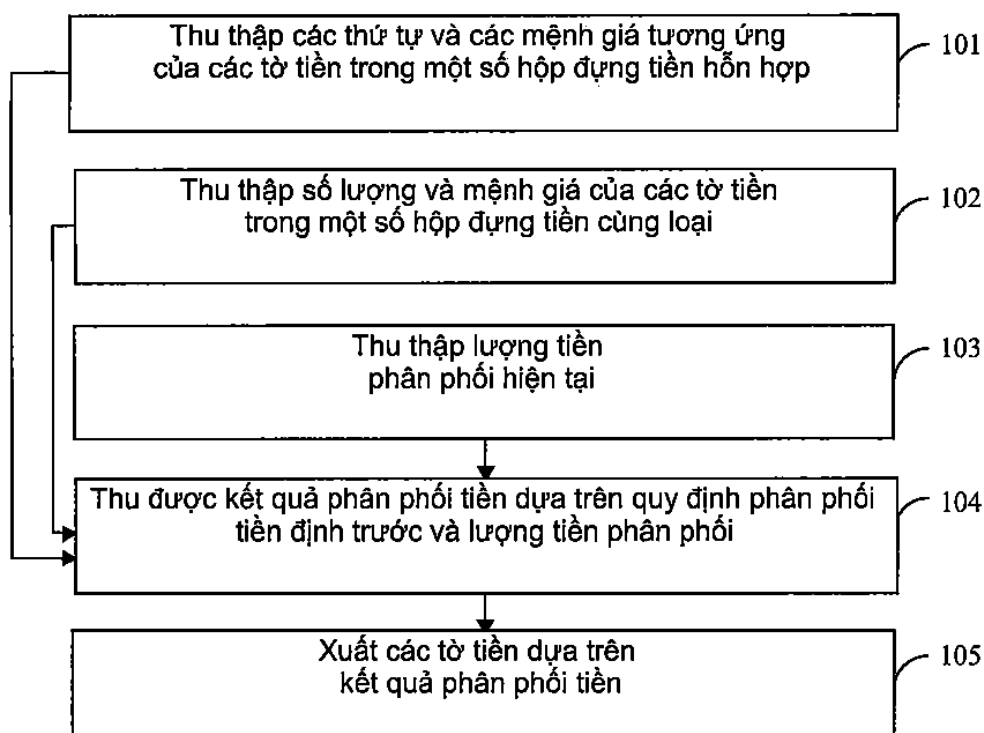 Thu thập các thứ tự và các mệnh giá tương ứng
của các tờ tiền trong một số hộp đựng tiền hỗn hợp
101
Thu thập số lượng và mệnh giá của các tờ tiền
trong một số hộp đựng tiền cùng loại
102
Thu thập lượng tiền
phân phối hiện tại
103
Thu được kết quả phân phối tiền dựa trên quy định phân phối
tiền định trước và lượng tiền phân phối
104
Xuất các tờ tiền dựa trên
kết quả phân phối tiền
105